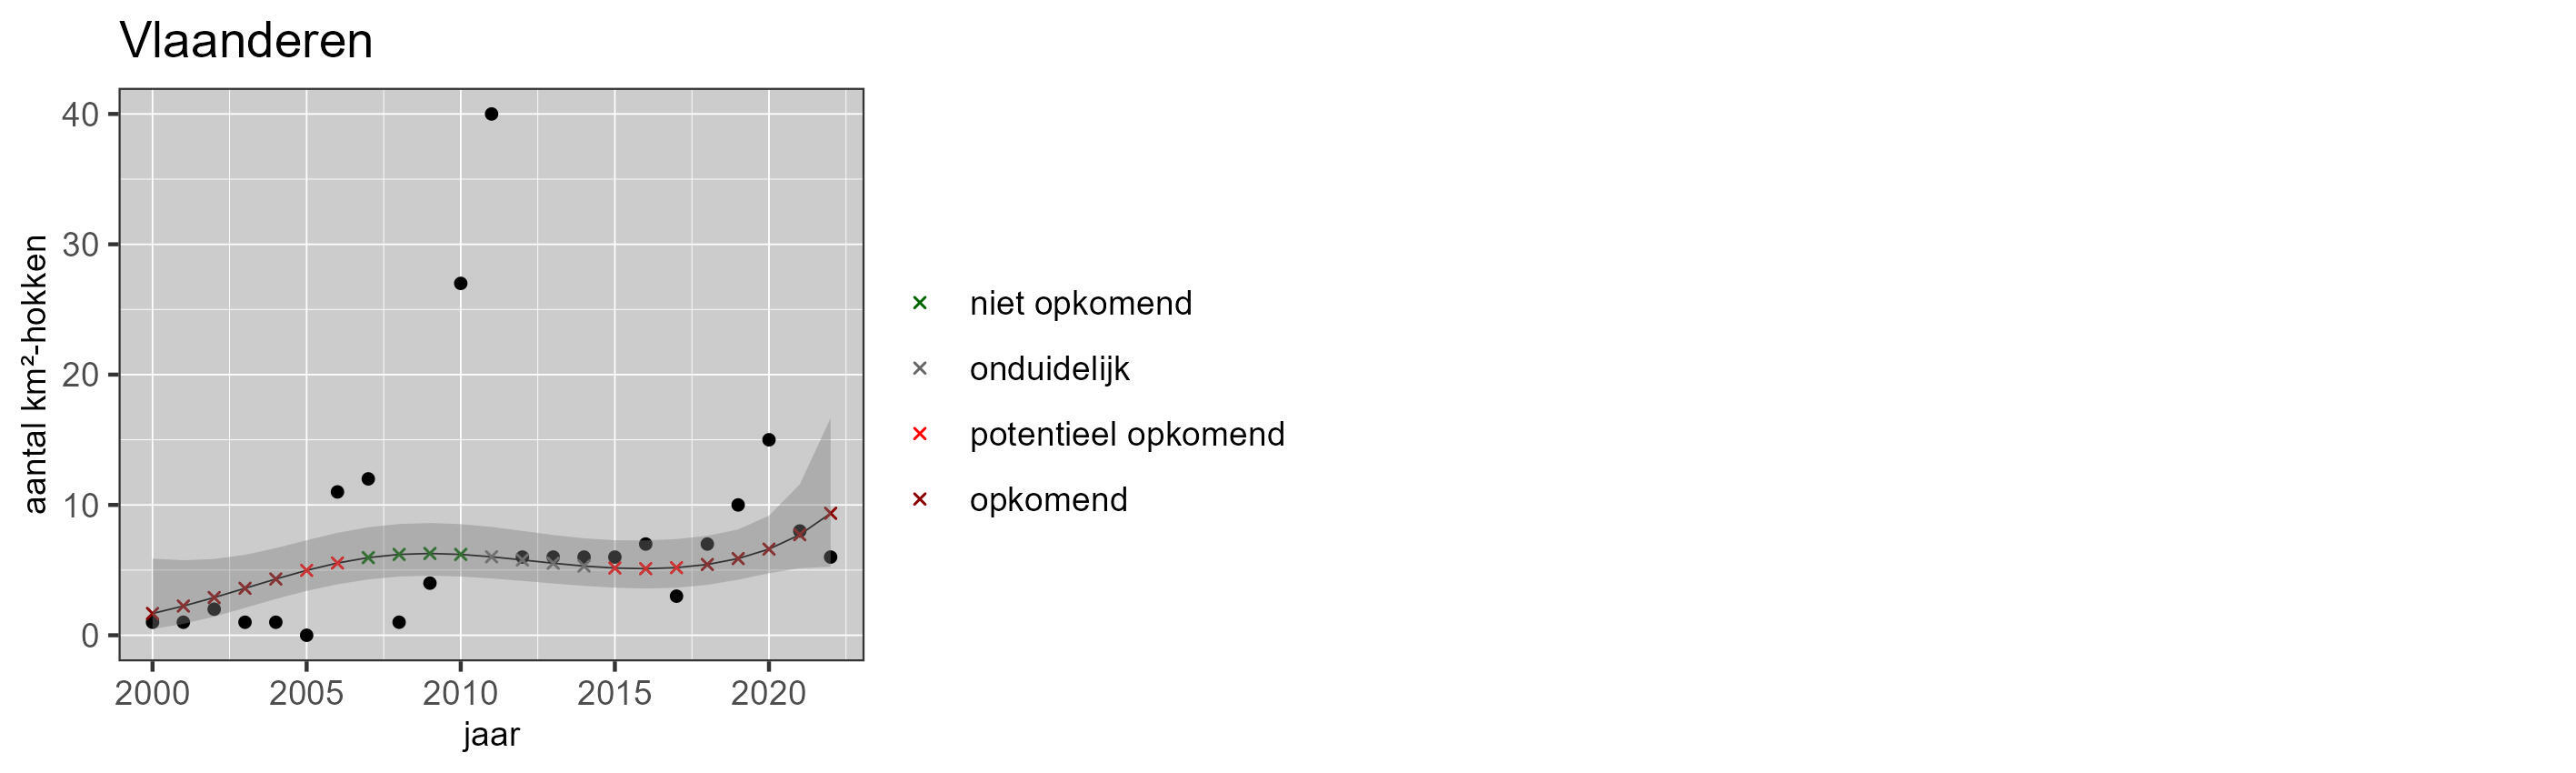 Vlaanderen
aantal km²-hokken
40
30
20
10
0
2000 2005 2010 2015 2020
jaar
niet opkomend
onduidelijk
potentieel opkomend
opkomend